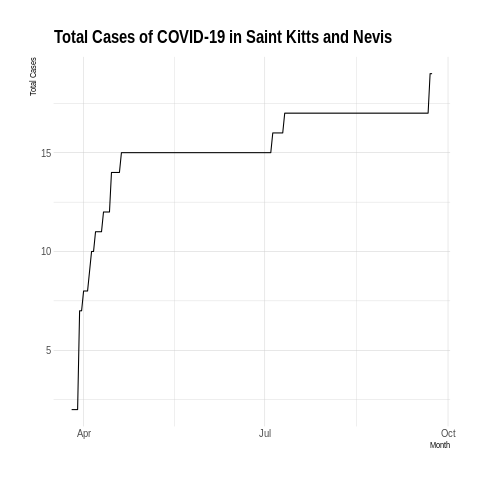 Total Cases of COVID-19 in Saint Kitts and Nevis
Total Cases
15
10
5
Apr Jul Oct
Month